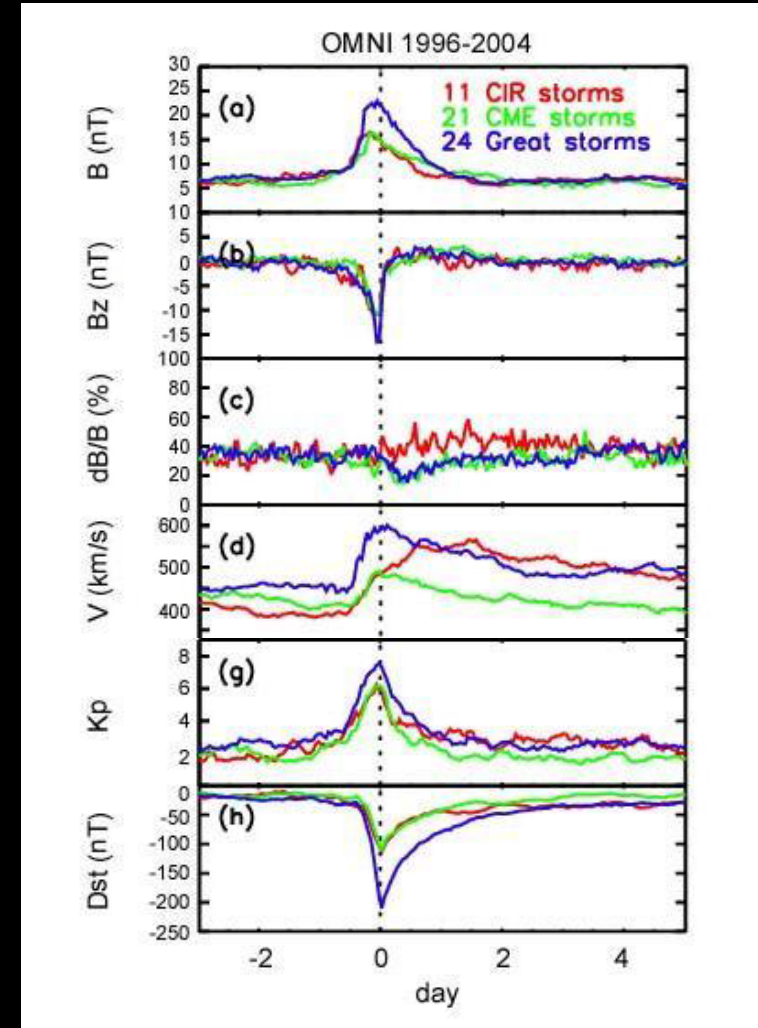 OMNI 1996-2004
30
25
20
15
10
5
10
B (nT)
(a)
11 CIR storms
21 CME storms
24 Great storms
5
0
-5
-10
-15
100
Bz (nT)
(b)
80
60
40
20
0
dB/B (%)
(c)
600
500
400
V (km/s)
(d)
8
6
4
2
Kp
(g)
0
-50
-100
-150
-200
-250
Dst (nT)
(h)
-2 0 2 4
day